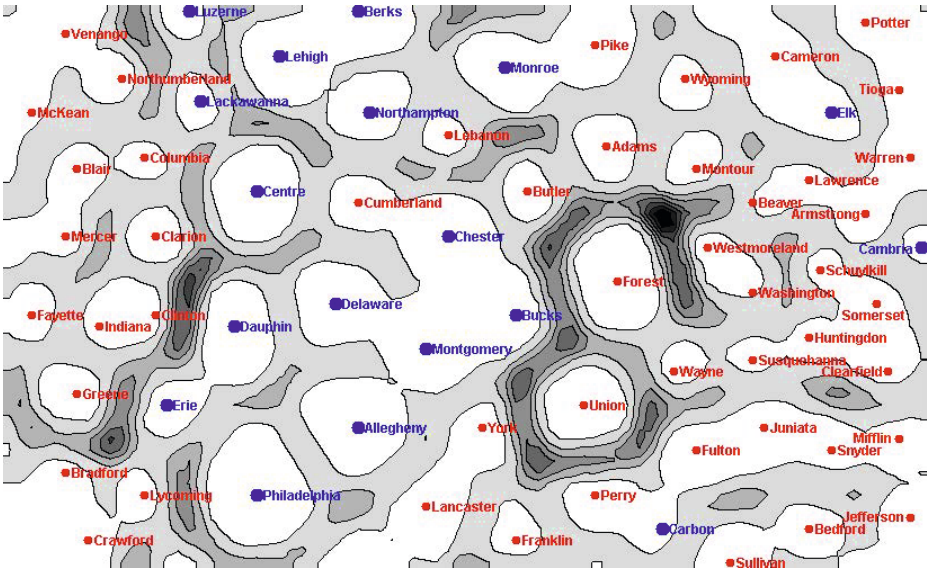 Luzerne
Berks
Potter
Venango
Pike
Lehigh
Cameron
Monroe
Northumberland
Wyoming
Tioga
Lackawanna
McKean
Northampton
Elk
Lebanon
Adams
Columbia
Warren
Blair
Montour
Lawrence
Centre
Butler
Cumberland
Beaver
Armstrong
Mercer
Clarion
Chester
Westmoreland
Cambria
Schuylkill
Forest
Washington
Delaware
Somerset
Fayette
Clinton
Bucks
Indiana
Dauphin
Huntingdon
Montgomery
Susquehanna
Wayne
Clearfield
Greene
Erie
Union
Allegheny
York
Juniata
Mifflin
Fulton
Snyder
Bradford
Lycoming
Philadelphia
Perry
Lancaster
Jefferson
Carbon
Bedford
Crawford
Franklin
Sullivan